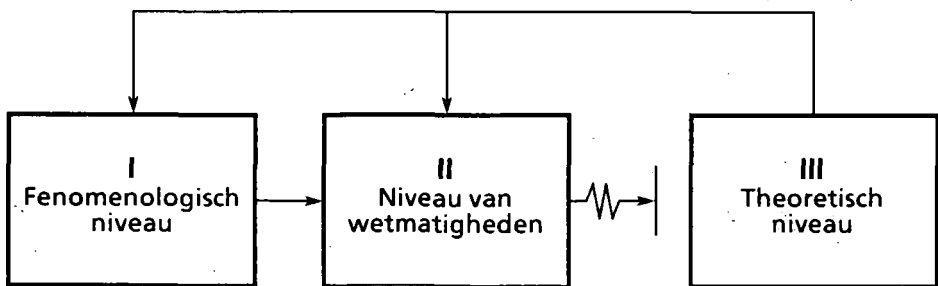 I
Fenomenologisch
niveau
II
Niveau van
wetmatigheden
III
Theoretisch
niveau